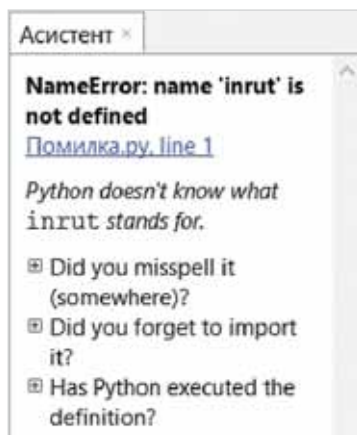 Асистент ×
NameError: name 'inrut' is
not defined
Помилка.py, line 1
Python doesn't know what
inrut stands for.
Did you misspell it
(somewhere)?
Did you forget to import
it?
Has Python executed the
definition?